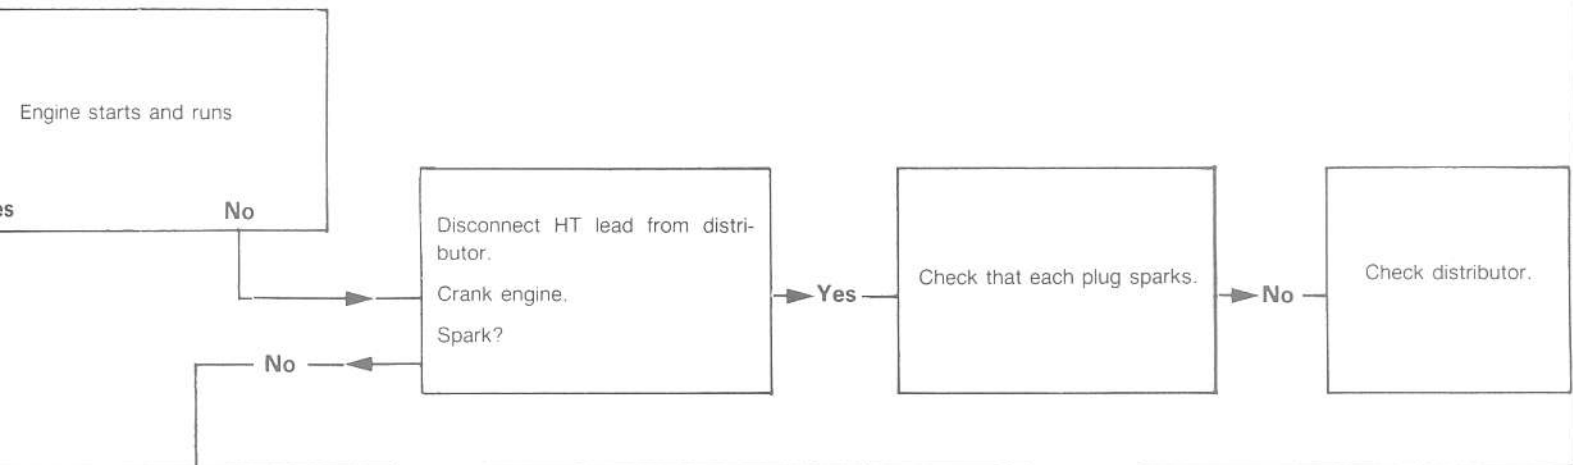 Engine starts and runs
es
No
Disconnect HT lead from distri-
butor.
Crank engine.
Spark?
No
Yes
Check that each plug sparks.
No
Check distributor.